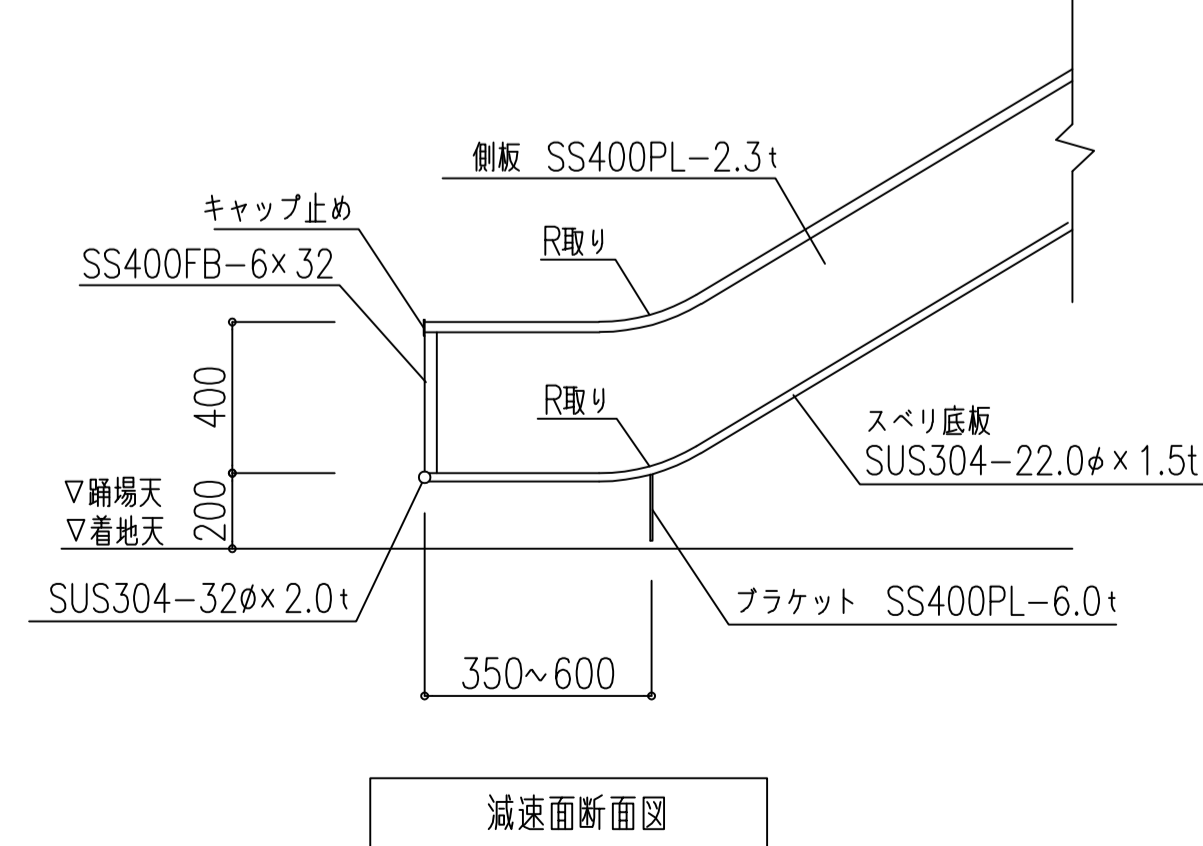 側板 SS400PL-2.3t
キャップ止め
R取り
SS400FB-6×32
400
R取り
スベリ底板
SUS304-22.0φ×1.5t
▽踊場天
▽着地天
200
SUS304-32φ×2.0t
ブラケット SS400PL-6.0t
350~600
減速面断面図